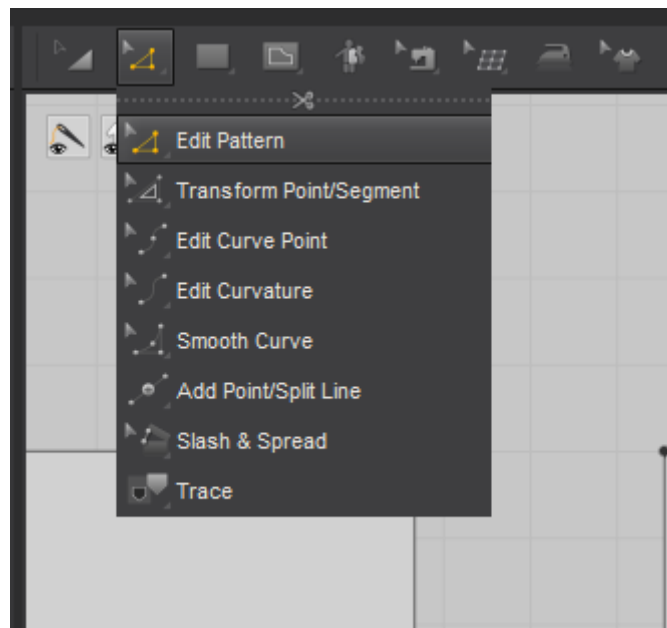 Edit Pattern
Transform Point/Segment
Edit Curve Point
Edit Curvature
Smooth Curve
Add Point/Split Line
Slash & Spread
Trace